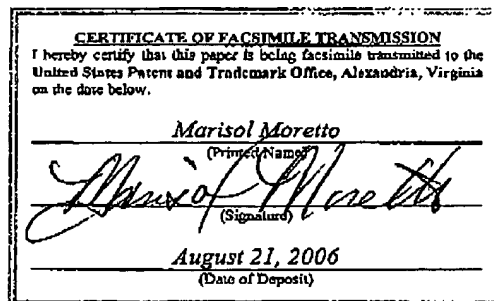 CERTIFICATE OF FACSIMILE TRANSMISSION
I hereby certify that this paper is being facsimile transmitted to the
United States Patent and Trademark Office, Alexandria, Virginia
on the date below.
Marisol Moretto
(Printed Name)
Marisol Moretto
(Signature)
August 21, 2006
(Date of Deposit)